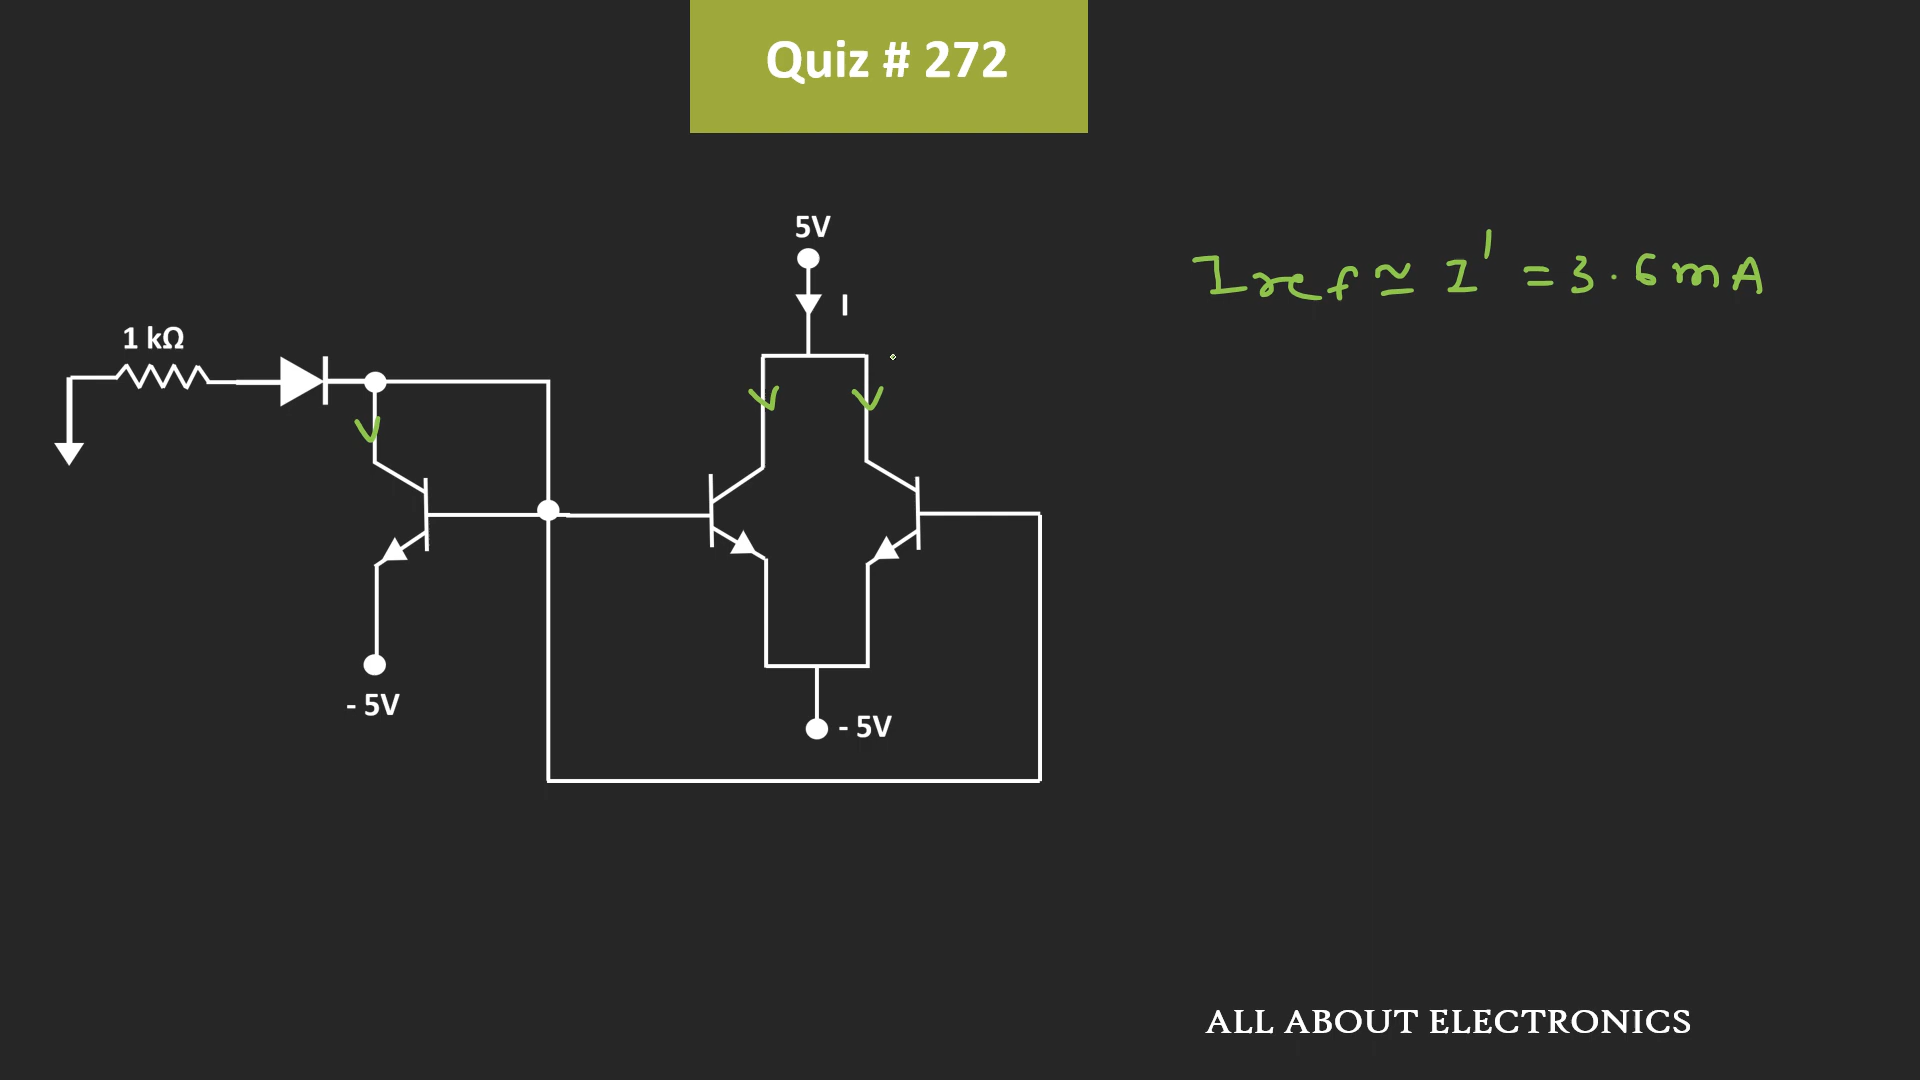 Quiz # 272
5V
I
1 kΩ
- 5V
- 5V
Iref ≃ I' = 3.6 mA
ALL ABOUT ELECTRONICS